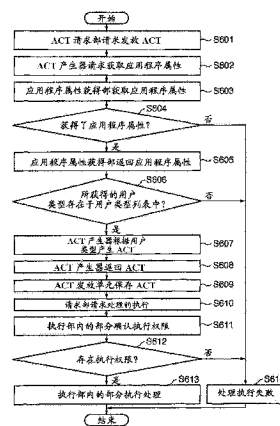 开始
ACT 请求部请求发放 ACT
S601
ACT 产生器请求获取应用程序属性
S602
应用程序属性获得部获取应用程序属性
S603
S604
获得了应用程序属性?
否
是
应用程序属性获得部返回应用程序属性
S605
S606
所获得的用户
类型存在于用户类型列表中?
否
是
ACT 产生器根据用户
类型产生 ACT
S607
ACT 产生器返回 ACT
S608
ACT 发放单元保存 ACT
S609
请求部请求处理的执行
S610
执行部内的部分确认执行权限
S611
S612
存在执行权限?
否
是
S613
执行部内的部分执行处理
处理执行失败
结束